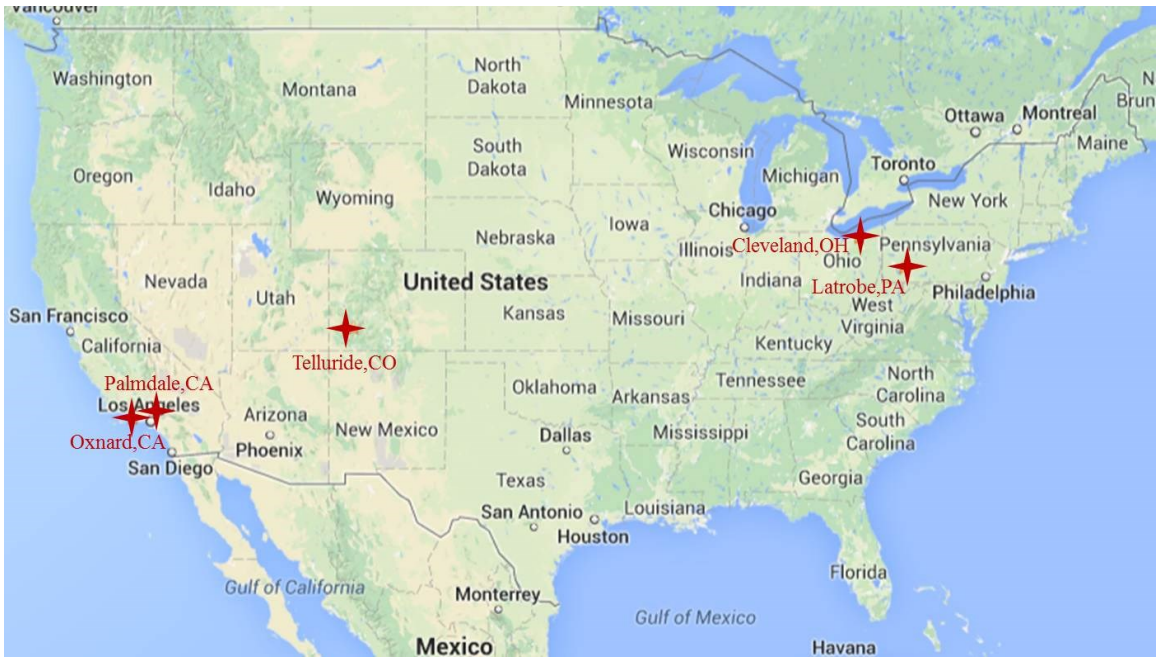 Vancouver
Washington
Montana
North
Dakota
Minnesota
Ottawa
Montreal
N
Brun
Maine
South
Dakota
Wisconsin
Michigan
Toronto
Oregon
Idaho
Wyoming
New York
Iowa
Chicago
Nebraska
Illinois
Cleveland,OH
Pennsylvania
Ohio
Nevada
Utah
United States
Indiana
Latrobe,PA
Philadelphia
San Francisco
California
Kansas
Missouri
West
Virginia
Kentucky
Telluride,CO
Palmdale,CA
Los Angeles
Oxnard,CA
San Diego
Arizona
Phoenix
New Mexico
Oklahoma
Arkansas
Tennessee
North
Carolina
South
Carolina
Dallas
Mississippi
Texas
Georgia
San Antonio
Houston
Louisiana
Florida
Gulf of California
Monterrey
Gulf of Mexico
Mexico
Havana